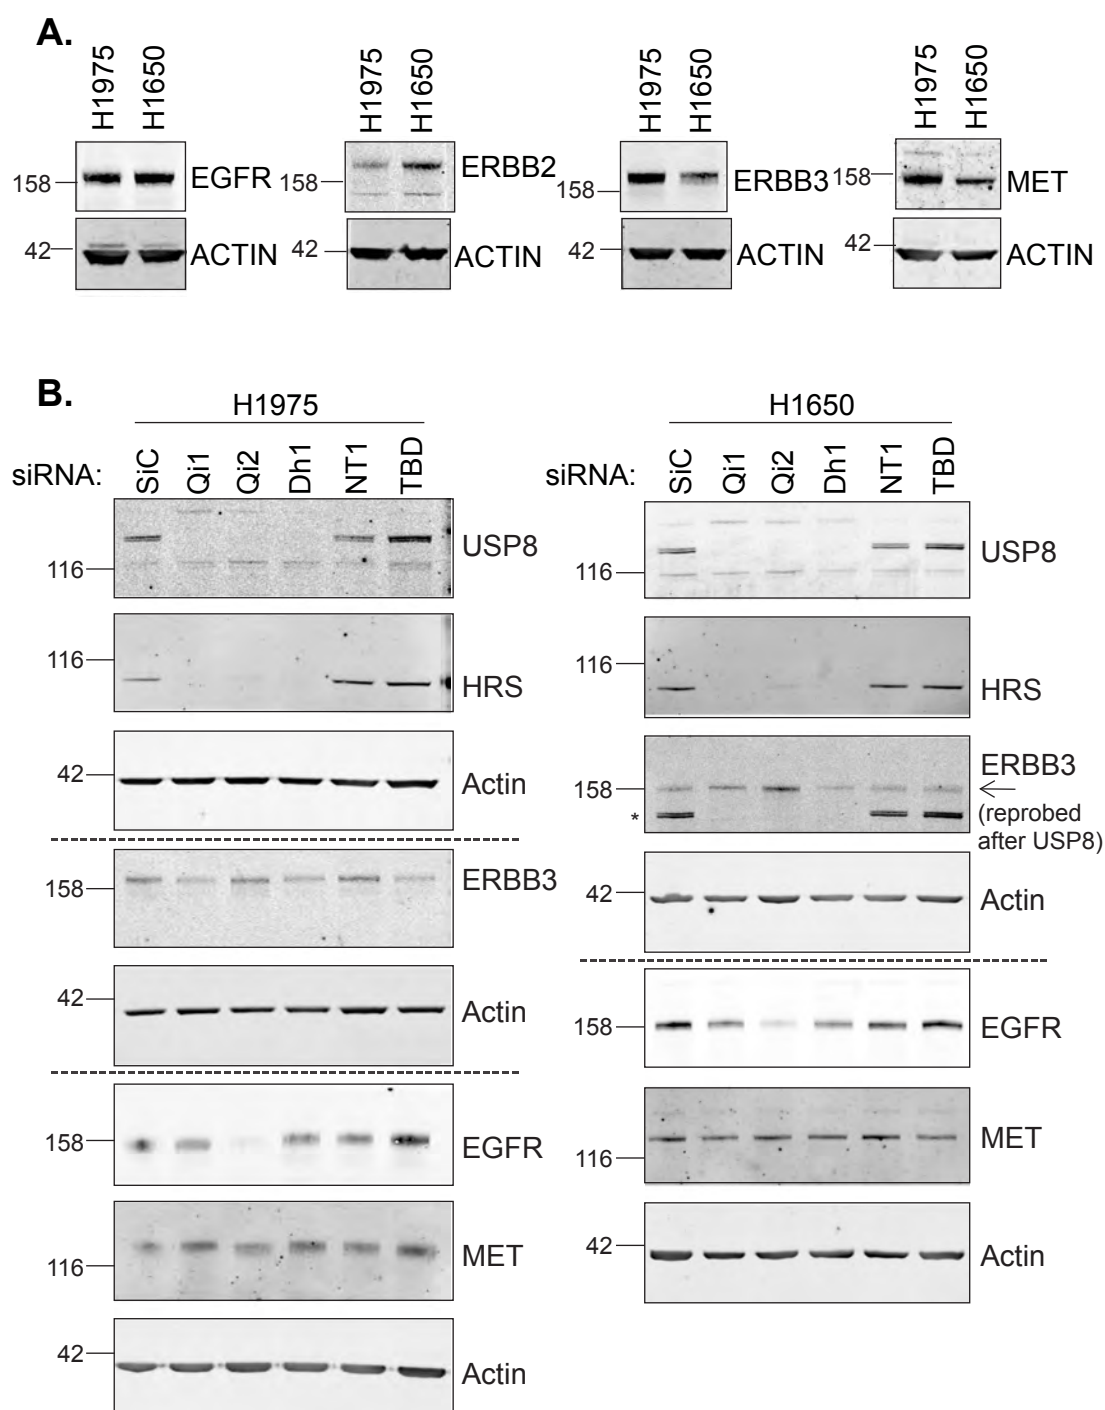 A.
H1975 H1650
158 EGFR
42 ACTIN
H1975 H1650
158 ERBB2
42 ACTIN
H1975 H1650
158 ERBB3
42 ACTIN
H1975 H1650
158 MET
42 ACTIN
B.
H1975
siRNA: SiC Qi1 Qi2 Dh1 NT1 TBD
USP8
116
116
HRS
42 Actin
158 ERBB3
42 Actin
158 EGFR
116 MET
42 Actin
H1650
siRNA: SiC Qi1 Qi2 Dh1 NT1 TBD
USP8
116
116
HRS
ERBB3
158
* (reprobed
after USP8)
42 Actin
158 EGFR
MET
116
42 Actin